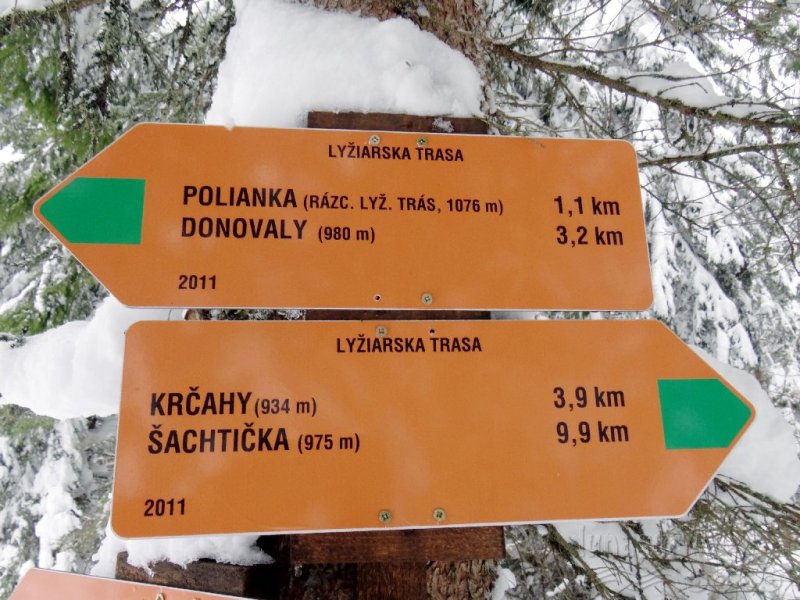 LYŽIARSKA TRASA
POLIANKA (RÁZC. LYŽ. TRÁS, 1076 m) 1,1 km
DONOVALY (980 m) 3,2 km
2011
LYŽIARSKA TRASA
KRČAHY (934 m) 3,9 km
ŠACHTIČKA (975 m) 9,9 km
2011